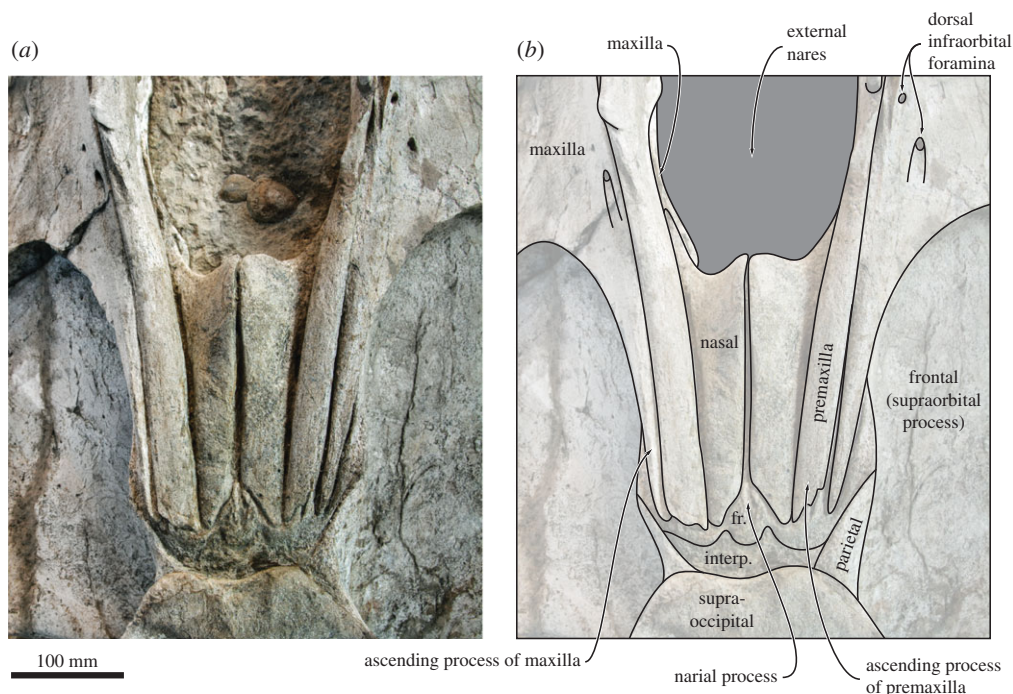 (a)
(b)
maxilla
external
nares
dorsal
infraorbital
foramina
maxilla
nasal
premaxilla
frontal
(supraorbital
process)
fr.
interp.
parietal
supra-
occipital
100 mm
ascending process of maxilla
narial process
ascending process
of premaxilla